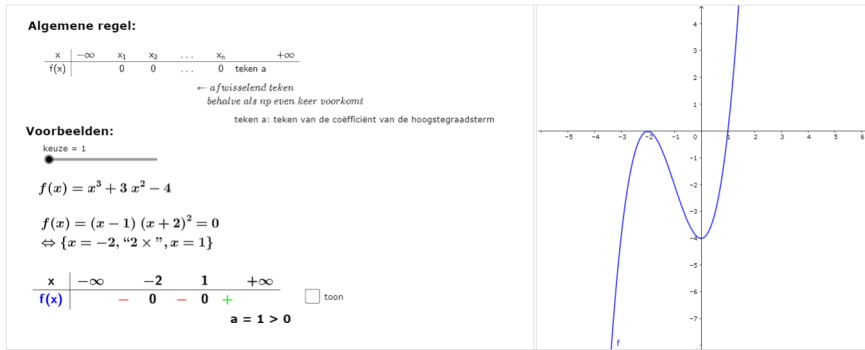 Algemene regel:
x −∞ x₁ x₂ ... xₙ +∞
f(x) 0 0 ... 0 teken a
← afwisselend teken
behalve als np even keer voorkomt
teken a: teken van de coëfficiënt van de hoogstegraadsterm
Voorbeelden:
keuze = 1
f(x) = x³ + 3 x² − 4
f(x) = (x − 1) (x + 2)² = 0
⇔ {x = −2, “2 × ”, x = 1}
x −∞ −2 1 +∞
f(x) − 0 − 0 +
toon
a = 1 > 0
4
3
2
1
−5 −4 −3 −2 −1 0 1 2 3 4 5 6
−1
−2
−3
−4
−5
−6
−7
f